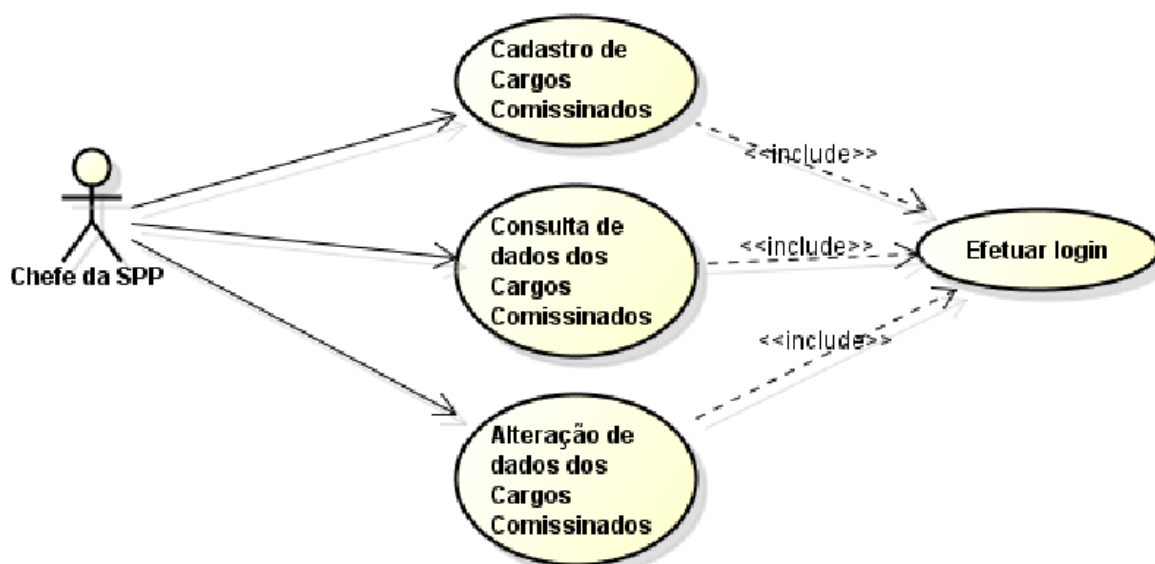 Cadastro de
Cargos
Comissinados
<<include>>
Chefe da SPP
Consulta de
dados dos
Cargos
Comissinados
<<include>>
Efetuar login
<<include>>
Alteração de
dados dos
Cargos
Comissinados